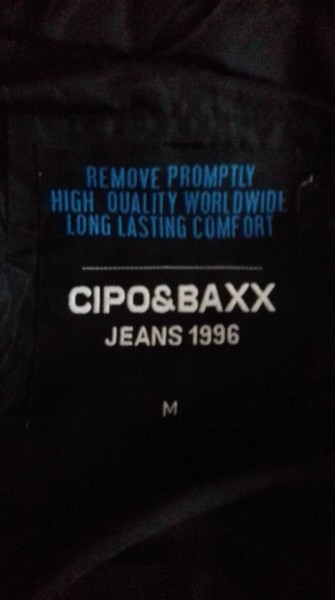 REMOVE PROMPTLY
HIGH QUALITY WORLDWIDE
LONG LASTING COMFORT
CIPO&BAXX
JEANS 1996
M